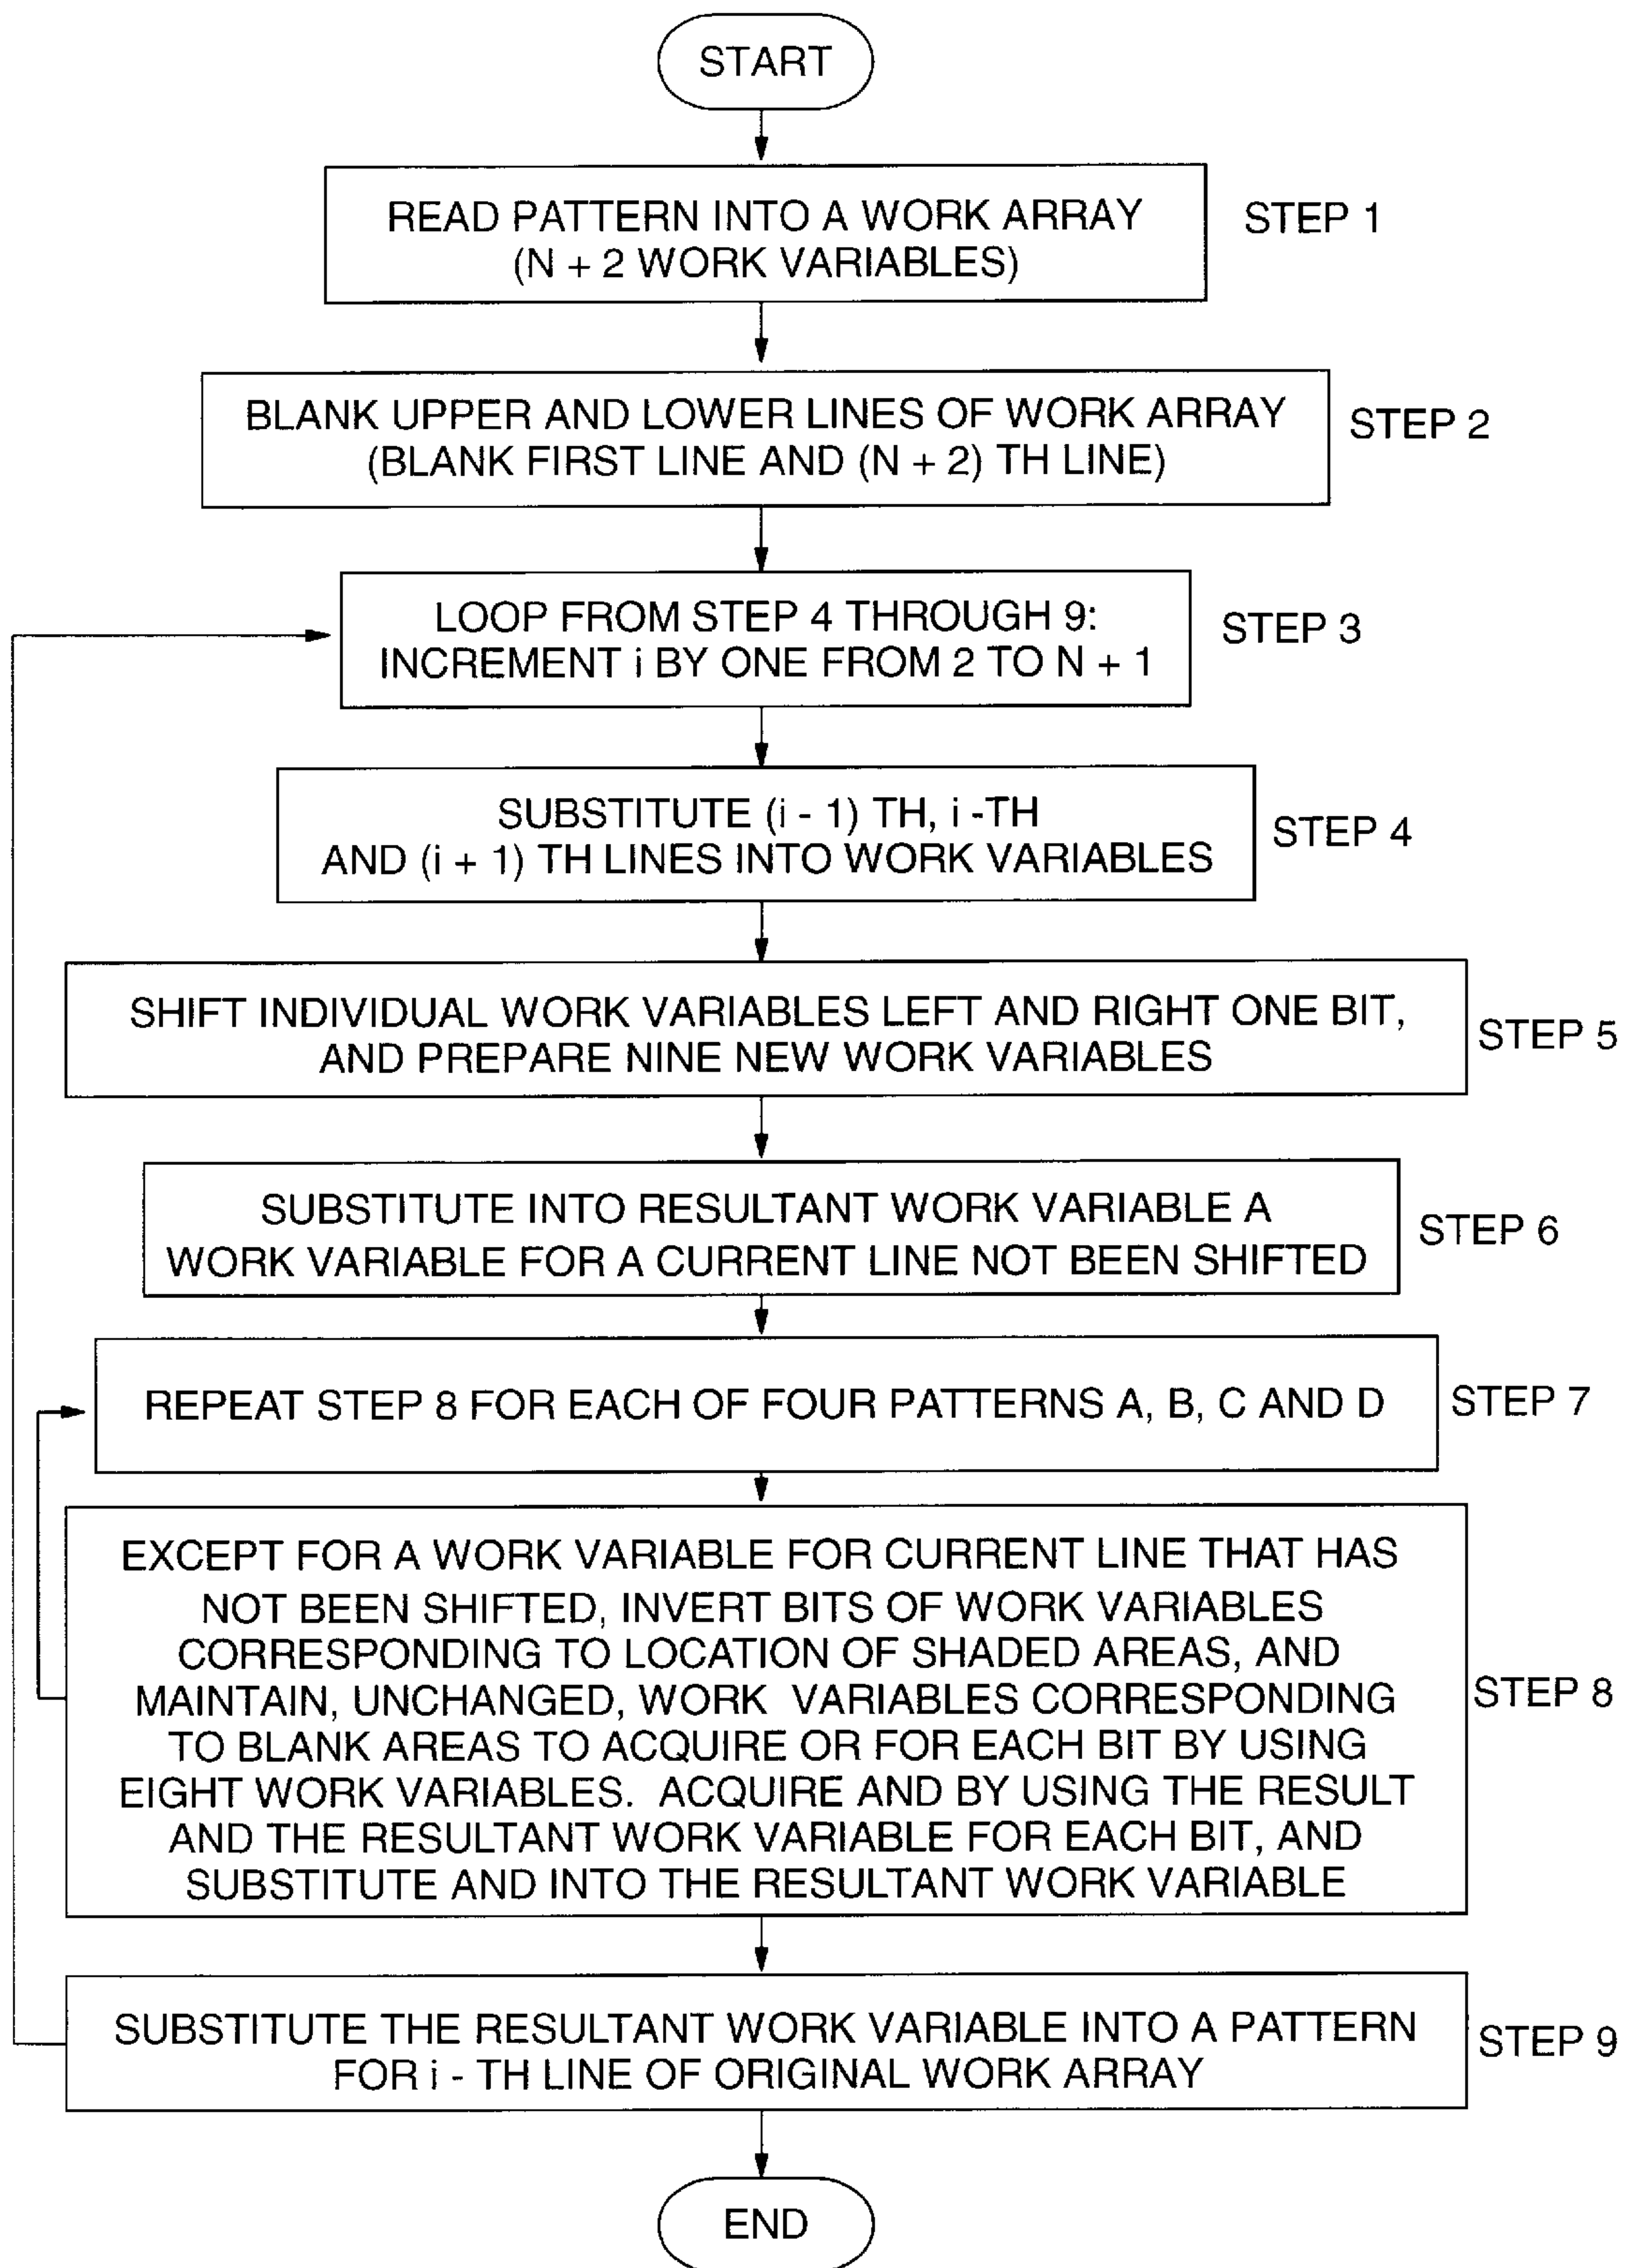 START
READ PATTERN INTO A WORK ARRAY
(N + 2 WORK VARIABLES)
STEP 1
BLANK UPPER AND LOWER LINES OF WORK ARRAY
(BLANK FIRST LINE AND (N + 2) TH LINE)
STEP 2
LOOP FROM STEP 4 THROUGH 9:
INCREMENT i BY ONE FROM 2 TO N + 1
STEP 3
SUBSTITUTE (i - 1) TH, i -TH
AND (i + 1) TH LINES INTO WORK VARIABLES
STEP 4
SHIFT INDIVIDUAL WORK VARIABLES LEFT AND RIGHT ONE BIT,
AND PREPARE NINE NEW WORK VARIABLES
STEP 5
SUBSTITUTE INTO RESULTANT WORK VARIABLE A
WORK VARIABLE FOR A CURRENT LINE NOT BEEN SHIFTED
STEP 6
REPEAT STEP 8 FOR EACH OF FOUR PATTERNS A, B, C AND D
STEP 7
EXCEPT FOR A WORK VARIABLE FOR CURRENT LINE THAT HAS
NOT BEEN SHIFTED, INVERT BITS OF WORK VARIABLES
CORRESPONDING TO LOCATION OF SHADED AREAS, AND
MAINTAIN, UNCHANGED, WORK VARIABLES CORRESPONDING
TO BLANK AREAS TO ACQUIRE OR FOR EACH BIT BY USING
EIGHT WORK VARIABLES. ACQUIRE AND BY USING THE RESULT
AND THE RESULTANT WORK VARIABLE FOR EACH BIT, AND
SUBSTITUTE AND INTO THE RESULTANT WORK VARIABLE
STEP 8
SUBSTITUTE THE RESULTANT WORK VARIABLE INTO A PATTERN
FOR i - TH LINE OF ORIGINAL WORK ARRAY
STEP 9
END